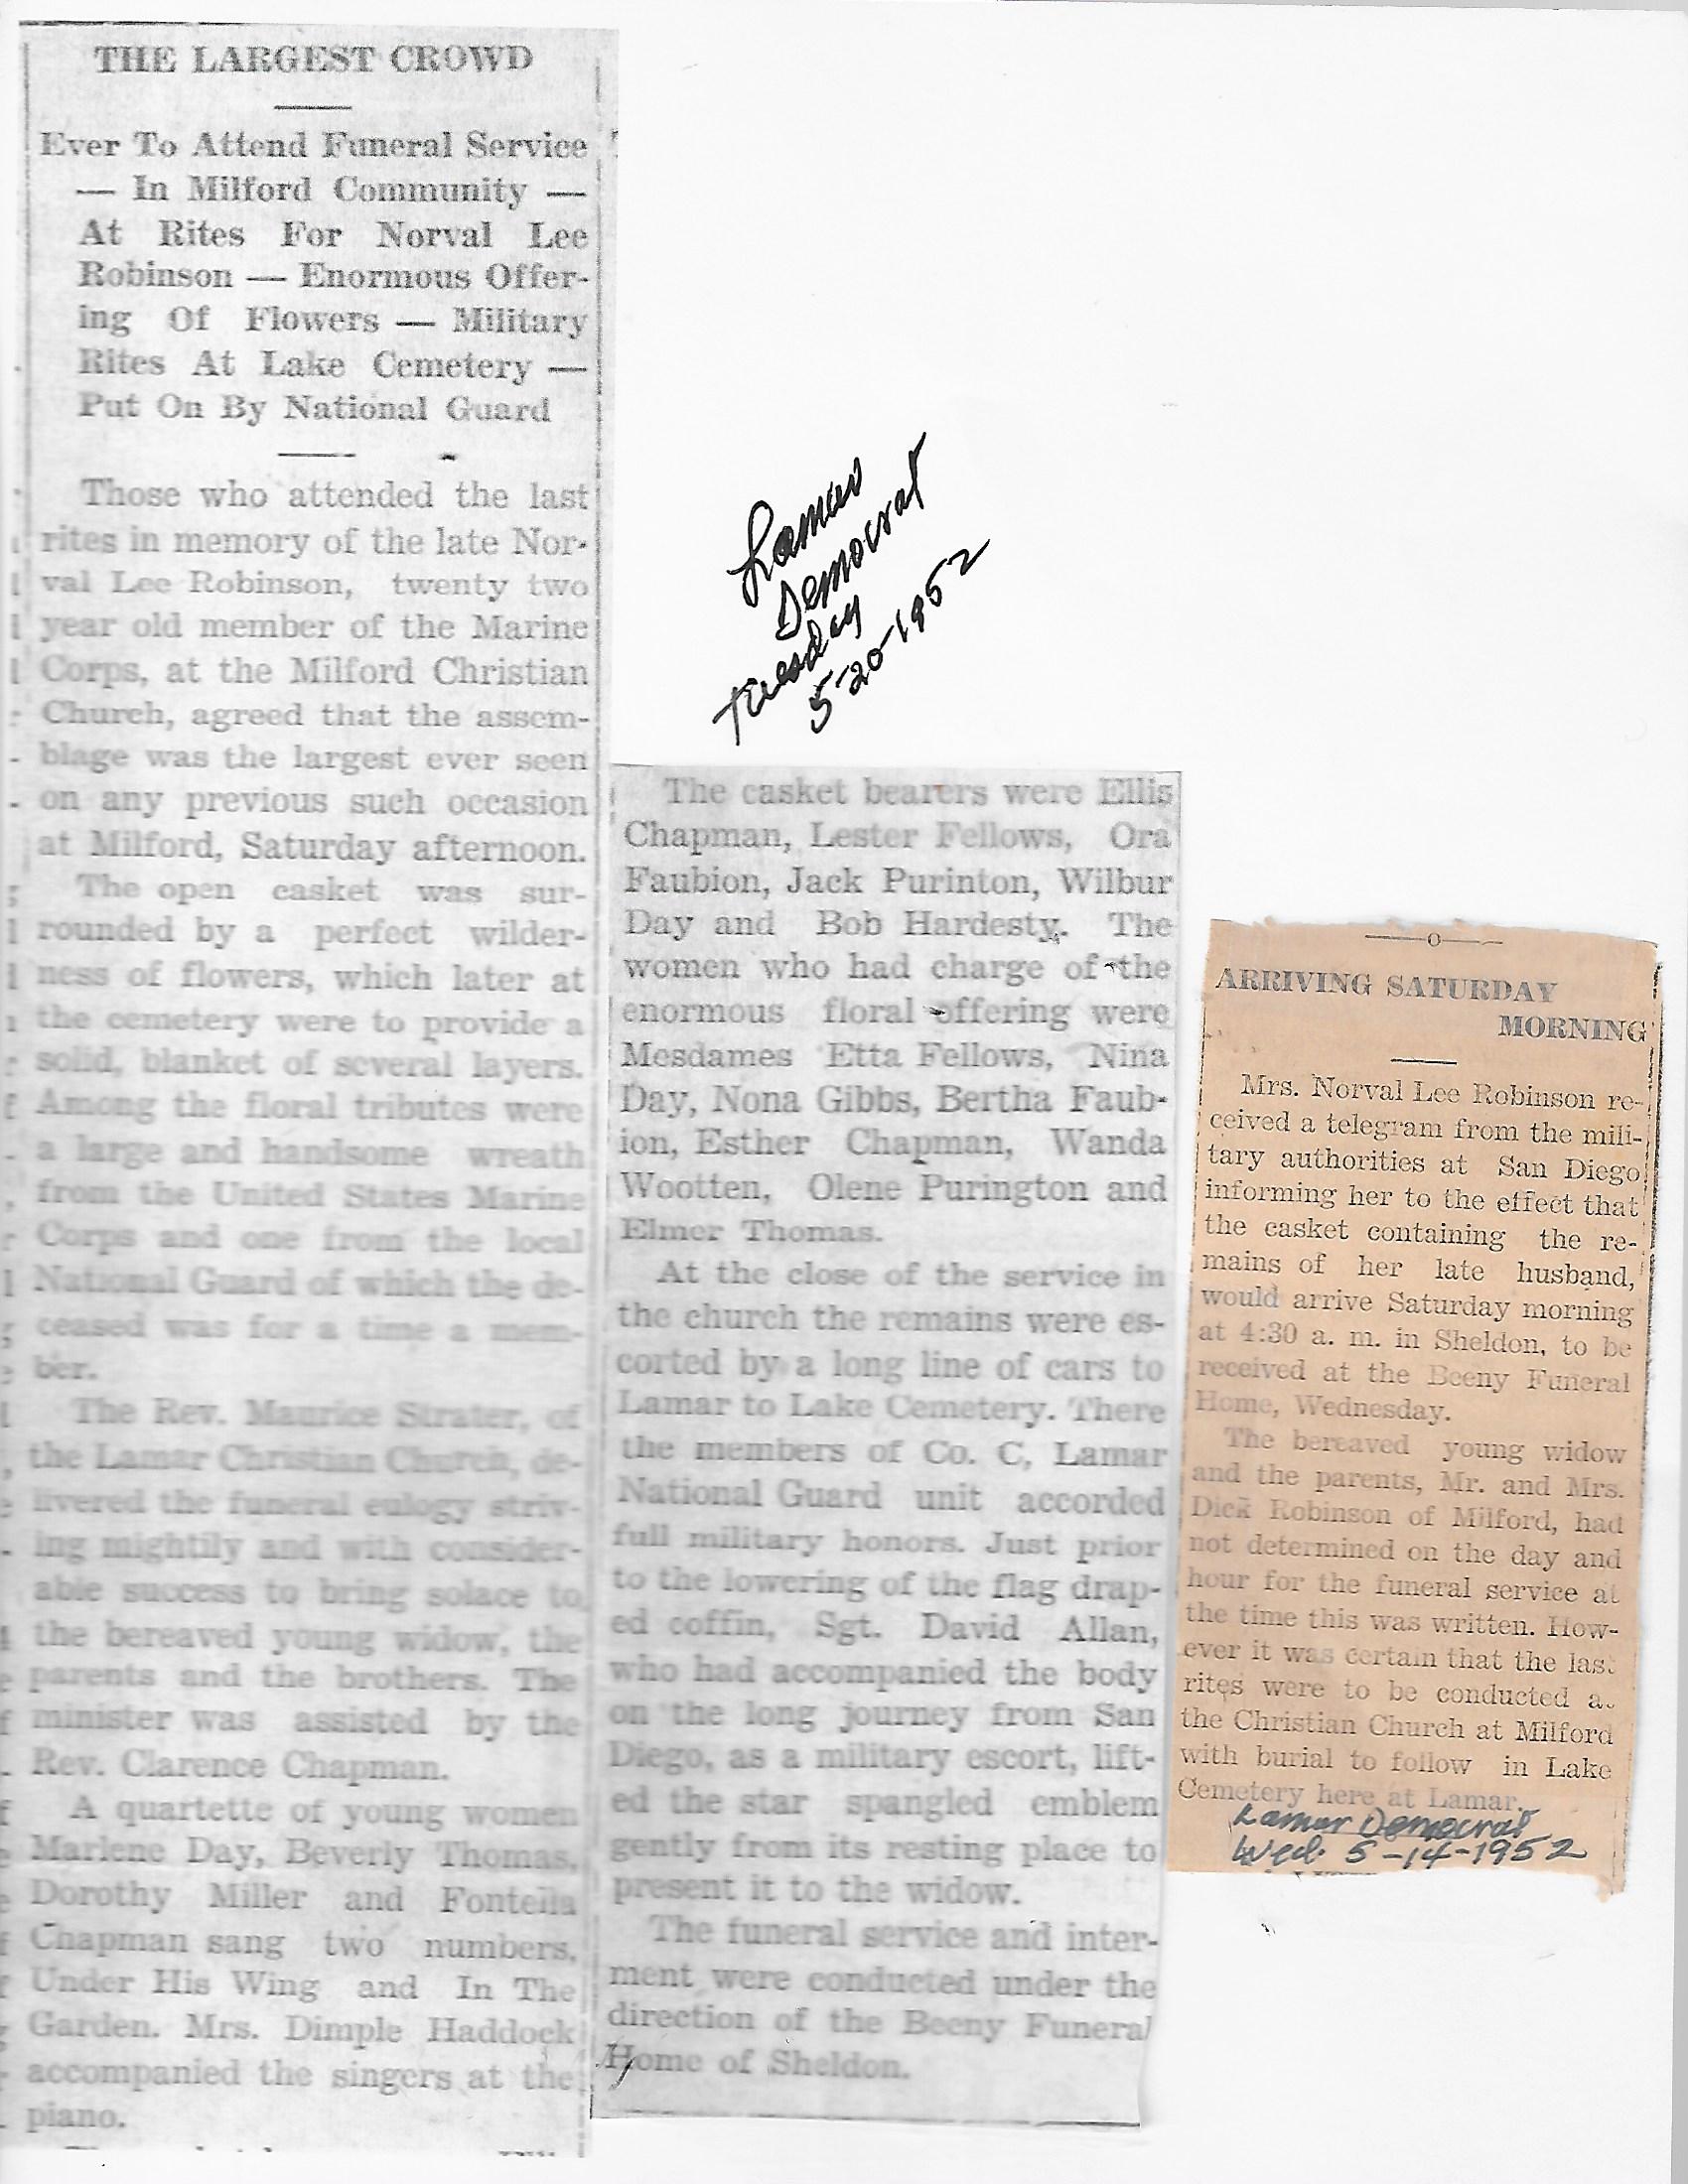 THE LARGEST CROWD
Ever To Attend Funeral Service
— In Milford Community —
At Rites For Norval Lee
Robinson — Enormous Offer-
ing Of Flowers — Military
Rites At Lake Cemetery —
Put On By National Guard
Those who attended the last
rites in memory of the late Nor-
val Lee Robinson, twenty two
year old member of the Marine
Corps, at the Milford Christian
Church, agreed that the assem-
blage was the largest ever seen
on any previous such occasion
at Milford, Saturday afternoon.
The open casket was sur-
rounded by a perfect wilder-
ness of flowers, which later at
the cemetery were to provide a
solid, blanket of several layers.
Among the floral tributes were
a large and handsome wreath
from the United States Marine
Corps and one from the local
National Guard of which the de-
ceased was for a time a mem-
ber.
The Rev. Maurice Strater, of
the Lamar Christian Church, de-
livered the funeral eulogy striv-
ing mightily and with consider-
able success to bring solace to
the bereaved young widow, the
parents and the brothers. The
minister was assisted by the
Rev. Clarence Chapman.
A quartette of young women
Marlene Day, Beverly Thomas,
Dorothy Miller and Fontella
Chapman sang two numbers,
Under His Wing and In The
Garden. Mrs. Dimple Haddock
accompanied the singers at the
piano.
Lamar
Democrat
Tuesday
5-20-1952
The casket bearers were Ellis
Chapman, Lester Fellows, Ora
Faubion, Jack Purinton, Wilbur
Day and Bob Hardesty. The
women who had charge of the
enormous floral offering were
Mesdames Etta Fellows, Nina
Day, Nona Gibbs, Bertha Faub-
ion, Esther Chapman, Wanda
Wootten, Olene Purington and
Elmer Thomas.
At the close of the service in
the church the remains were es-
corted by a long line of cars to
Lamar to Lake Cemetery. There
the members of Co. C, Lamar
National Guard unit accorded
full military honors. Just prior
to the lowering of the flag drap-
ed coffin, Sgt. David Allan,
who had accompanied the body
on the long journey from San
Diego, as a military escort, lift-
ed the star spangled emblem
gently from its resting place to
present it to the widow.
The funeral service and inter-
ment were conducted under the
direction of the Beeny Funeral
Home of Sheldon.
ARRIVING SATURDAY
MORNING
Mrs. Norval Lee Robinson re-
ceived a telegram from the mili-
tary authorities at San Diego
informing her to the effect that
the casket containing the re-
mains of her late husband,
would arrive Saturday morning
at 4:30 a. m. in Sheldon, to be
received at the Beeny Funeral
Home, Wednesday.
The bereaved young widow
and the parents, Mr. and Mrs.
Dick Robinson of Milford, had
not determined on the day and
hour for the funeral service at
the time this was written. How-
ever it was certain that the last
rites were to be conducted a.
the Christian Church at Milford
with burial to follow in Lake
Cemetery here at Lamar.
Lamar Democrat
Wed. 5-14-1952